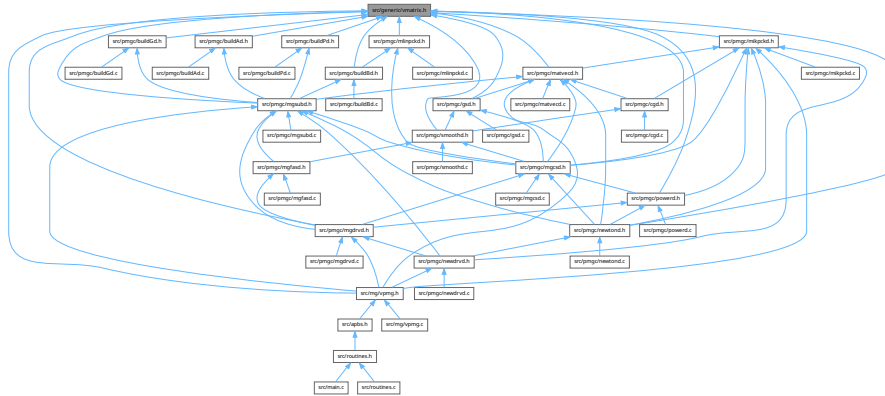 src/generic/vmatrix.h
src/pmgc/buildGd.h
src/pmgc/buildAd.h
src/pmgc/buildPd.h
src/pmgc/mlinpckd.h
src/pmgc/mikpckd.h
src/pmgc/buildGd.c
src/pmgc/buildAd.c
src/pmgc/buildPd.c
src/pmgc/buildBd.h
src/pmgc/mlinpckd.c
src/pmgc/matvecd.h
src/pmgc/mikpckd.c
src/pmgc/mgsubd.h
src/pmgc/buildBd.c
src/pmgc/gsd.h
src/pmgc/matvecd.c
src/pmgc/cgd.h
src/pmgc/mgsubd.c
src/pmgc/smoothd.h
src/pmgc/gsd.c
src/pmgc/cgd.c
src/pmgc/mgfasd.h
src/pmgc/smoothd.c
src/pmgc/mgcsd.h
src/pmgc/mgfasd.c
src/pmgc/mgcsd.c
src/pmgc/powerd.h
src/pmgc/mgdrvd.h
src/pmgc/newtond.h
src/pmgc/powerd.c
src/pmgc/mgdrvd.c
src/pmgc/newdrvd.h
src/pmgc/newtond.c
src/mg/vpmg.h
src/pmgc/newdrvd.c
src/apbs.h
src/mg/vpmg.c
src/routines.h
src/main.c
src/routines.c